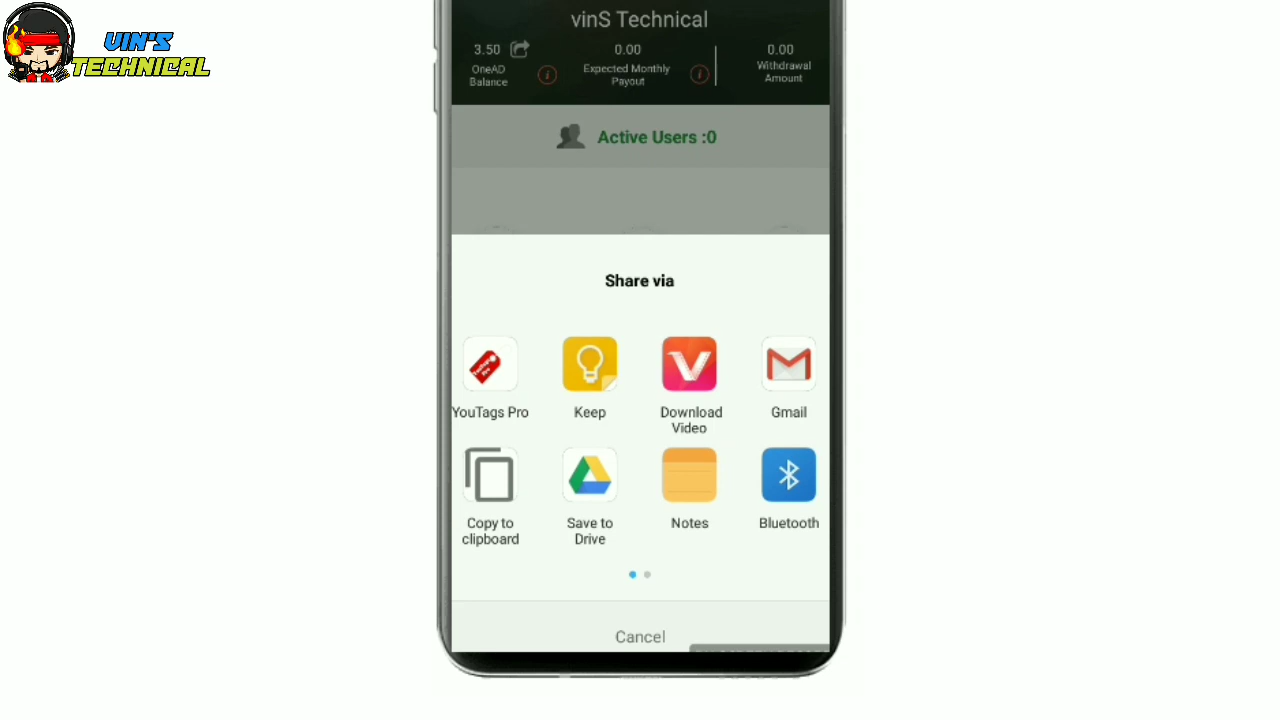 VIN'S
TECHNICAL
vinS Technical
3.50
OneAD
Balance
0.00
Expected Monthly
Payout
0.00
Withdrawal
Amount
Active Users :0
Share via
YouTags Pro
Keep
Download
Video
Gmail
Copy to
clipboard
Save to
Drive
Notes
Bluetooth
Cancel